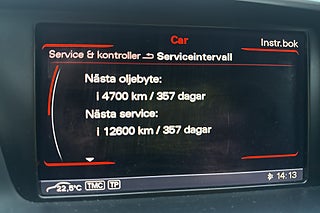 Car
Instr.bok
Service & kontroller Serviceintervall
Nästa oljebyte:
i 4700 km / 357 dagar
Nästa service:
i 12600 km / 357 dagar
22,5°C TMC TP 14:13